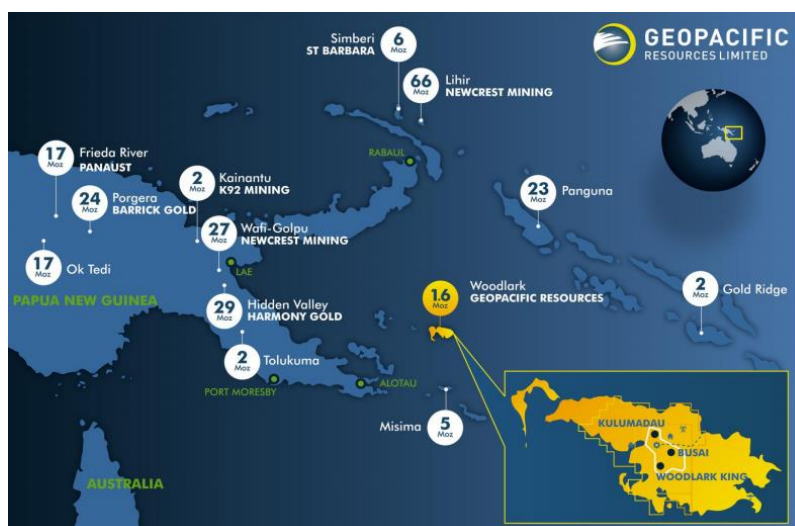 GEOPACIFIC
RESOURCES LIMITED
6
Moz
Simberi
ST BARBARA
66
Moz
Lihir
NEWCREST MINING
RABAUL
17
Moz
Frieda River
PANAUST
24
Moz
Porgera
BARRICK GOLD
2
Moz
Kainantu
K92 MINING
27
Moz
Wafi-Golpu
NEWCREST MINING
23
Moz
Panguna
17
Moz
Ok Tedi
LAE
PAPUA NEW GUINEA
29
Moz
Hidden Valley
HARMONY GOLD
1.6
Moz
Woodlark
GEOPACIFIC RESOURCES
2
Moz
Gold Ridge
2
Moz
Tolukuma
PORT MORESBY
ALOTAU
Misima
5
Moz
AUSTRALIA
KULUMADAU
BUSAI
WOODLARK KING